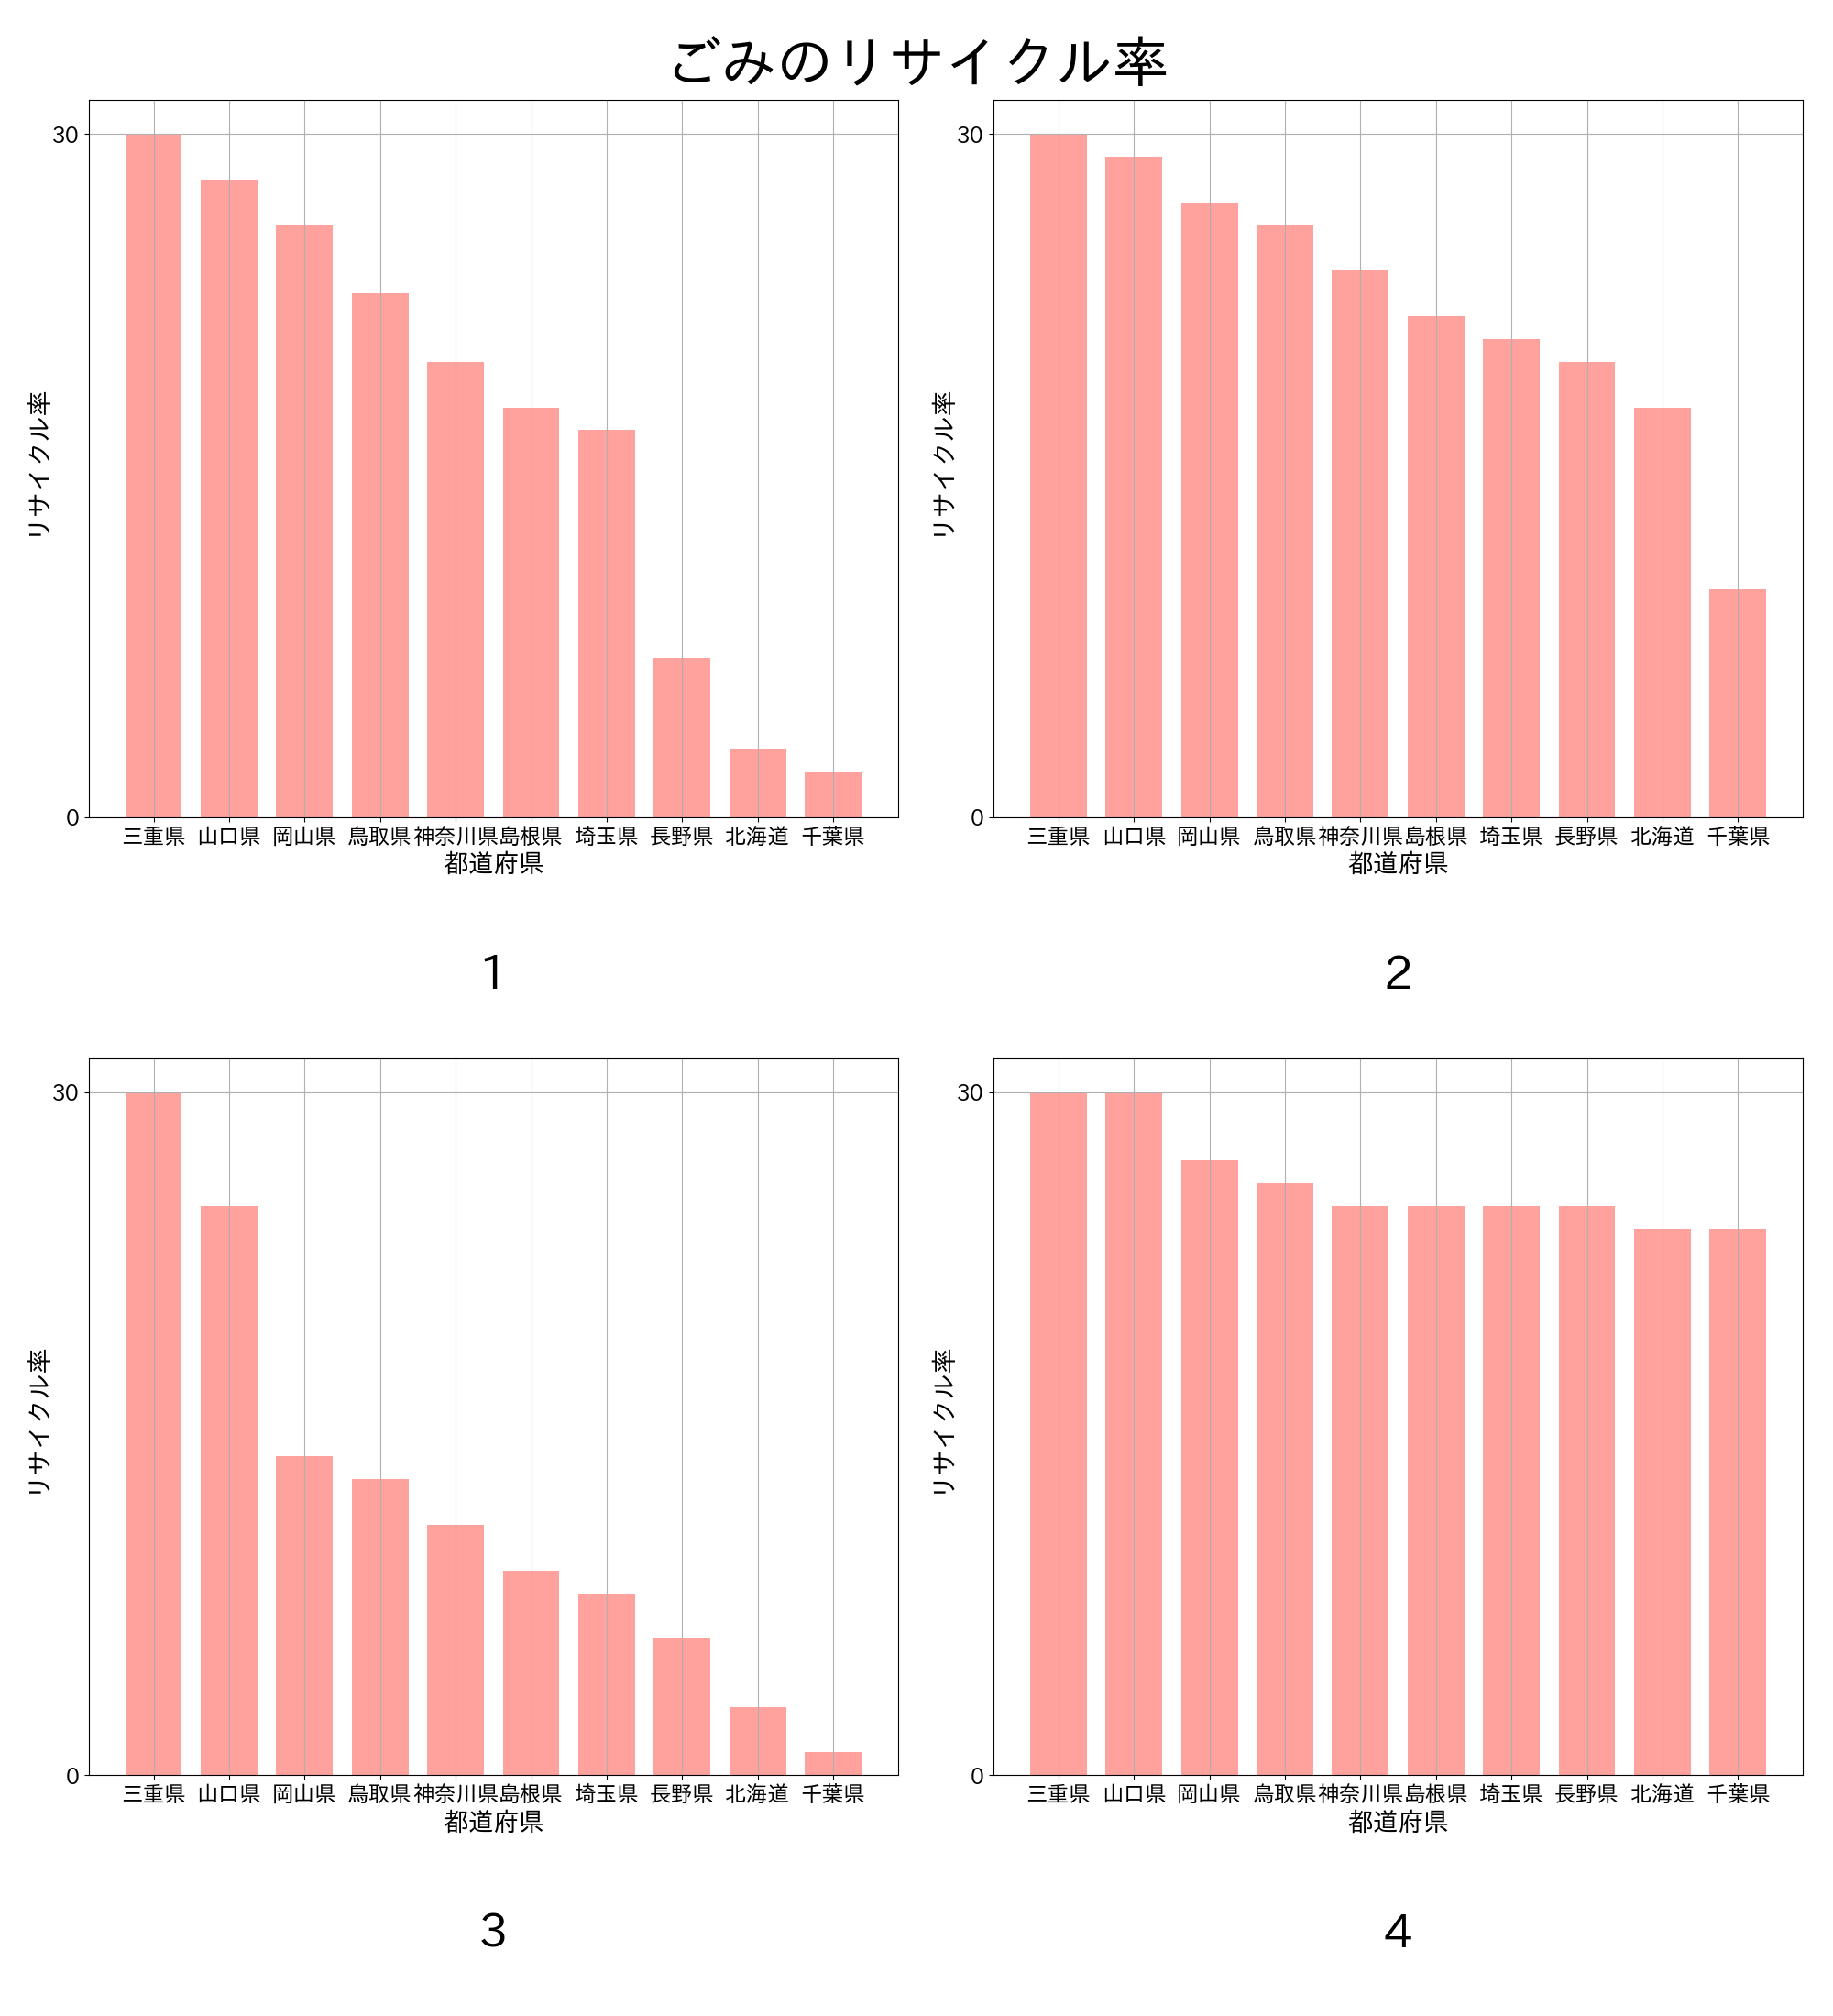 ごみのリサイクル率
30
0
リサイクル率
三重県 山口県 岡山県 鳥取県 神奈川県 島根県 埼玉県 長野県 北海道 千葉県
都道府県
1
30
0
リサイクル率
三重県 山口県 岡山県 鳥取県 神奈川県 島根県 埼玉県 長野県 北海道 千葉県
都道府県
2
30
0
リサイクル率
三重県 山口県 岡山県 鳥取県 神奈川県 島根県 埼玉県 長野県 北海道 千葉県
都道府県
3
30
0
リサイクル率
三重県 山口県 岡山県 鳥取県 神奈川県 島根県 埼玉県 長野県 北海道 千葉県
都道府県
4